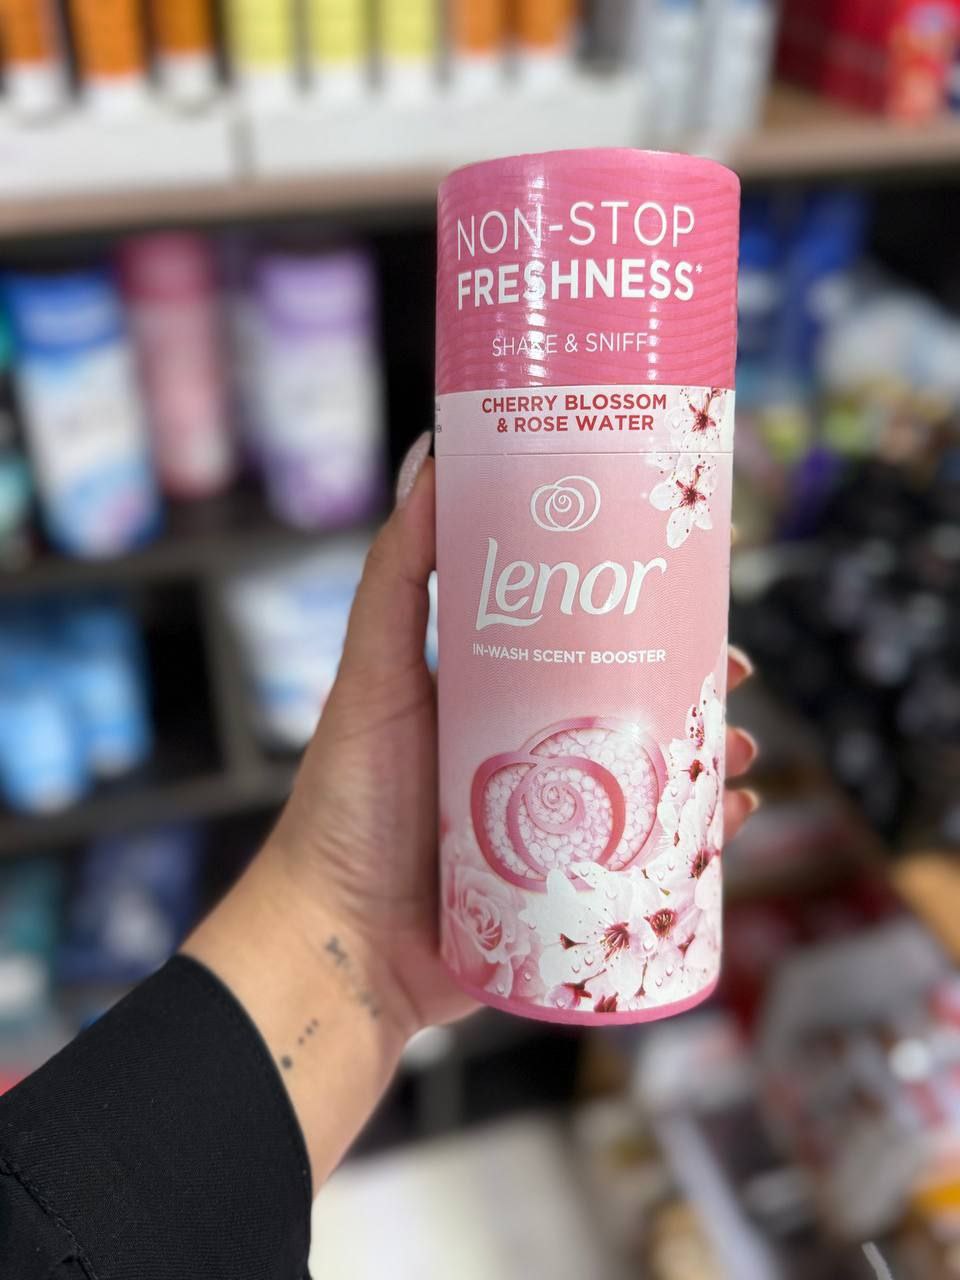 NON-STOP
FRESHNESS*
SHAKE & SNIFF
CHERRY BLOSSOM
& ROSE WATER
Lenor
IN-WASH SCENT BOOSTER